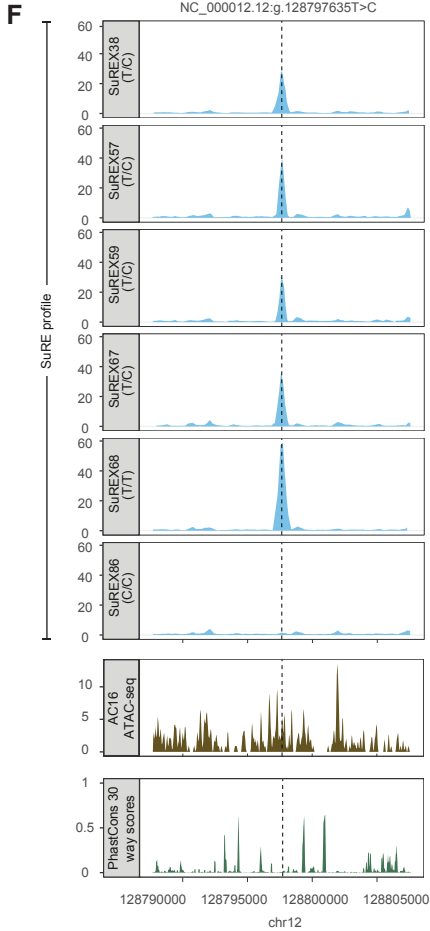 F
NC_000012.12:g.128797635T>C
SuRE profile
SuREX38
(T/C)
60
40
20
0
SuREX57
(T/C)
60
40
20
0
SuREX59
(T/C)
60
40
20
0
SuREX67
(T/C)
60
40
20
0
SuREX68
(T/T)
60
40
20
0
SuREX86
(C/C)
60
40
20
0
AC16
ATAC-seq
10
5
0
PhastCons 30
way scores
1
0.5
0
128790000 128795000 128800000 128805000
chr12